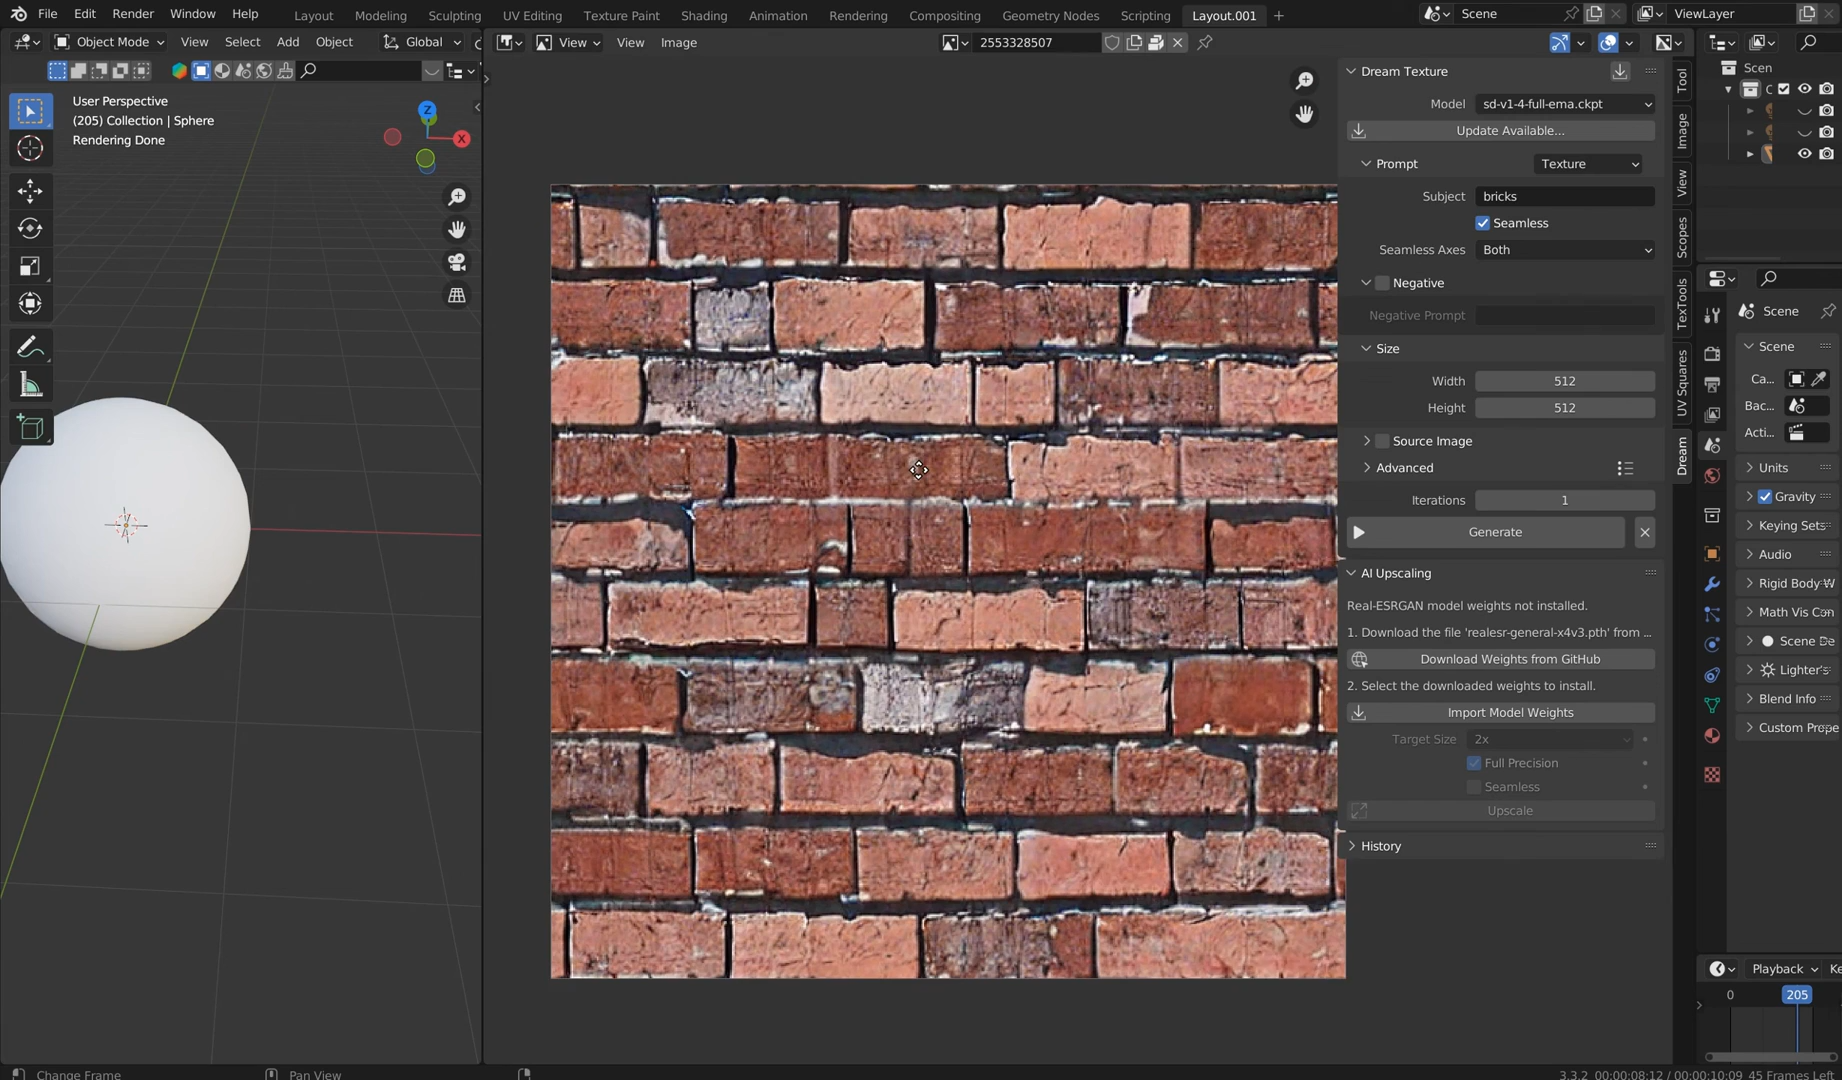 File Edit Render Window Help Layout Modeling Sculpting UV Editing Texture Paint Shading Animation Rendering Compositing Geometry Nodes Scripting Layout.001 + Scene ViewLayer
Object Mode View Select Add Object Global View View Image 2553328507
User Perspective
(205) Collection | Sphere
Rendering Done
Z
X
Dream Texture
Model sd-v1-4-full-ema.ckpt
Update Available...
Prompt Texture
Subject bricks
Seamless
Seamless Axes Both
Negative
Negative Prompt
Size
Width 512
Height 512
Source Image
Advanced
Iterations 1
Generate
AI Upscaling
Real-ESRGAN model weights not installed.
1. Download the file 'realesr-general-x4v3.pth' from ...
Download Weights from GitHub
2. Select the downloaded weights to install.
Import Model Weights
Target Size 2x
Full Precision
Seamless
Upscale
History
Tool
Image
View
Scopes
TexTools
UV Squares
Dream
Scen
C
Scene
Scene
Ca...
Bac...
Acti...
Units
Gravity
Keying Sets
Audio
Rigid Body W
Math Vis Con
Scene De
Lighter's
Blend Info
Custom Prope
Playback Ke
0 205
Change Frame Pan View 3.3.2 00:00:08:12 / 00:00:10:09 45 Frames Left